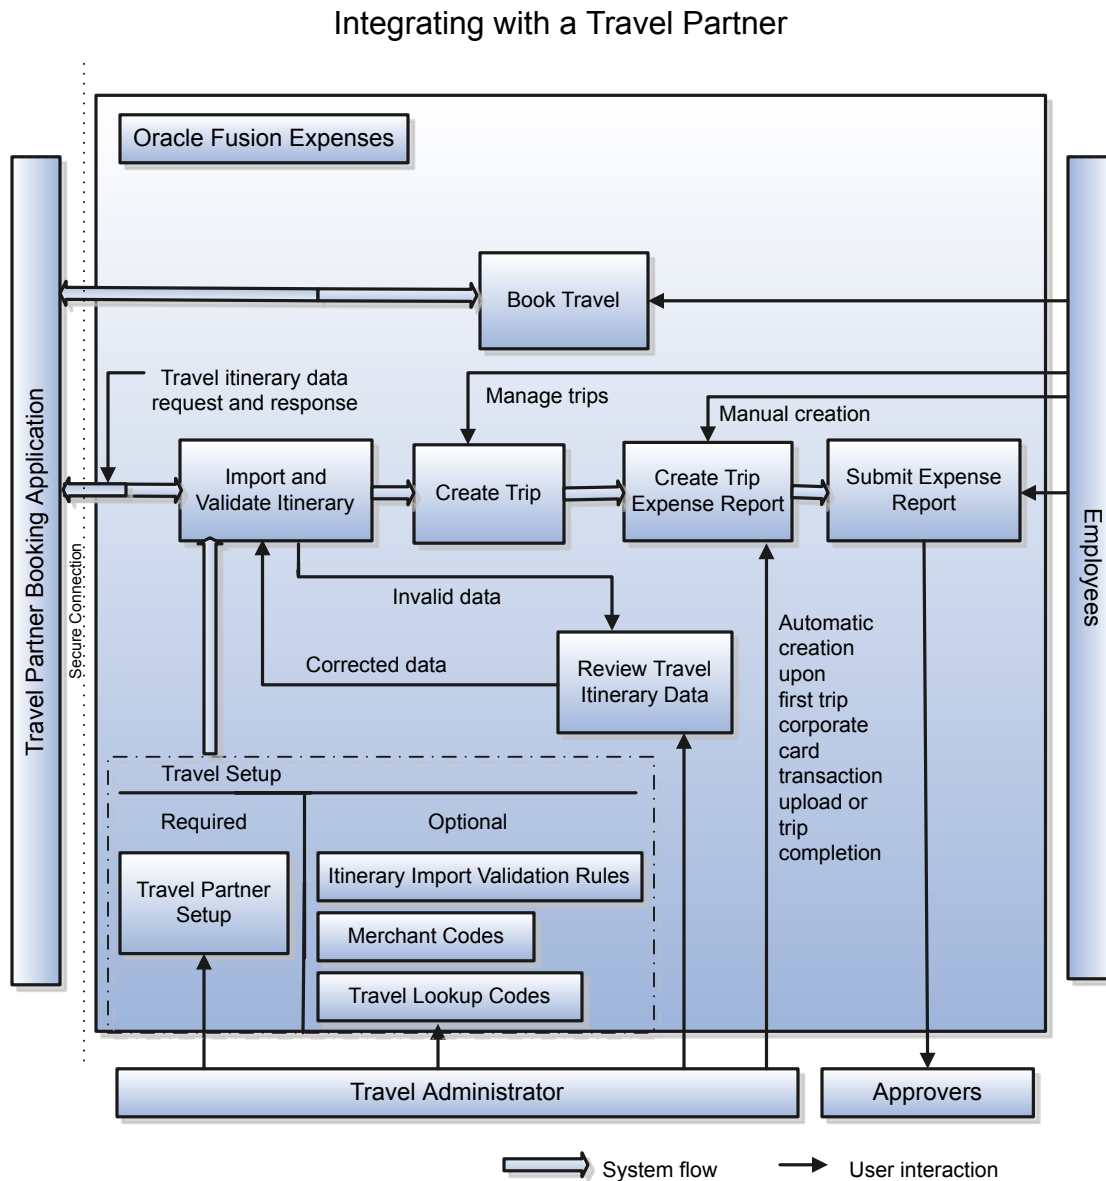 Integrating with a Travel Partner
Oracle Fusion Expenses
Travel Partner Booking Application
Secure Connection
Employees
Book Travel
Travel itinerary data
request and response
Manage trips
Manual creation
Import and
Validate Itinerary
Create Trip
Create Trip
Expense Report
Submit Expense
Report
Invalid data
Corrected data
Review Travel
Itinerary Data
Automatic
creation
upon
first trip
corporate
card
transaction
upload or
trip
completion
Travel Setup
Required
Optional
Travel Partner
Setup
Itinerary Import Validation Rules
Merchant Codes
Travel Lookup Codes
Travel Administrator
Approvers
System flow
User interaction